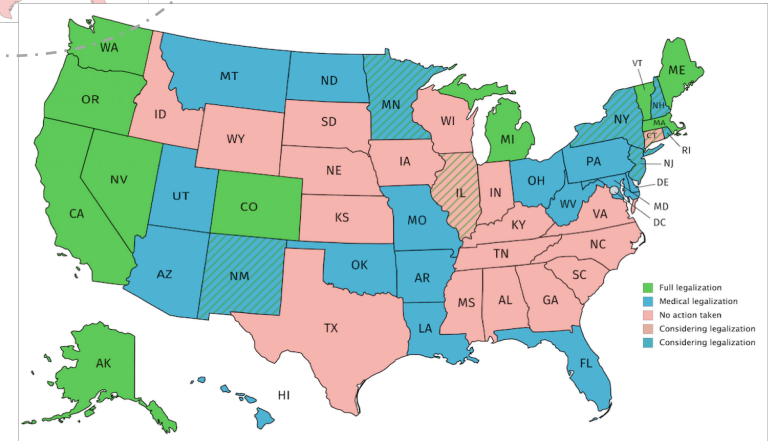 WA
MT
ND
MN
VT
ME
OR
ID
SD
WI
MI
NY
NH
MA
CT
RI
WY
NV
UT
CO
NE
IA
IL
IN
OH
PA
NJ
DE
MD
DC
CA
KS
MO
KY
WV
VA
AZ
NM
OK
AR
TN
NC
SC
TX
LA
MS
AL
GA
FL
AK
HI
Full legalization
Medical legalization
No action taken
Considering legalization
Considering legalization